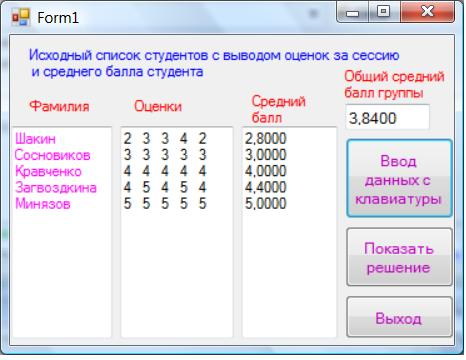 Form1
Исходный список студентов с выводом оценок за сессию
и среднего балла студента
Общий средний
балл группы
3,8400
Фамилия
Оценки
Средний
балл
Шакин
2 3 3 4 2
2,8000
Сосновиков
3 3 3 3 3
3,0000
Кравченко
4 4 4 4 4
4,0000
Загвоздкина
4 5 4 5 4
4,4000
Минязов
5 5 5 5 5
5,0000
Ввод
данных с
клавиатуры
Показать
решение
Выход